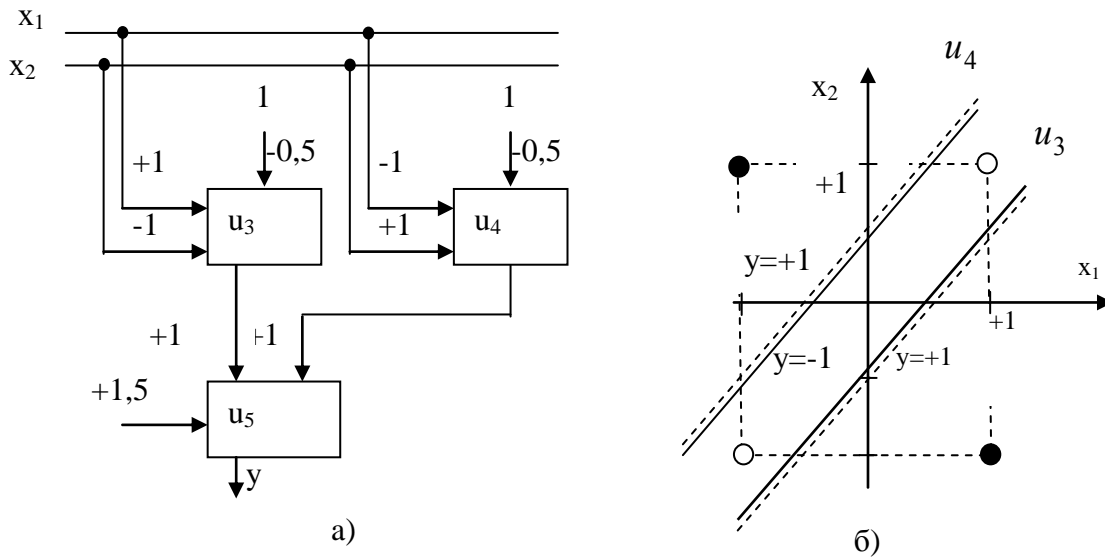 x₁
x₂
1
1
-0,5
-0,5
+1
-1
-1
+1
u₃
u₄
+1
+1
+1,5
u₅
y
а)
u₄
x₂
u₃
+1
y=+1
x₁
+1
y=-1
y=+1
б)